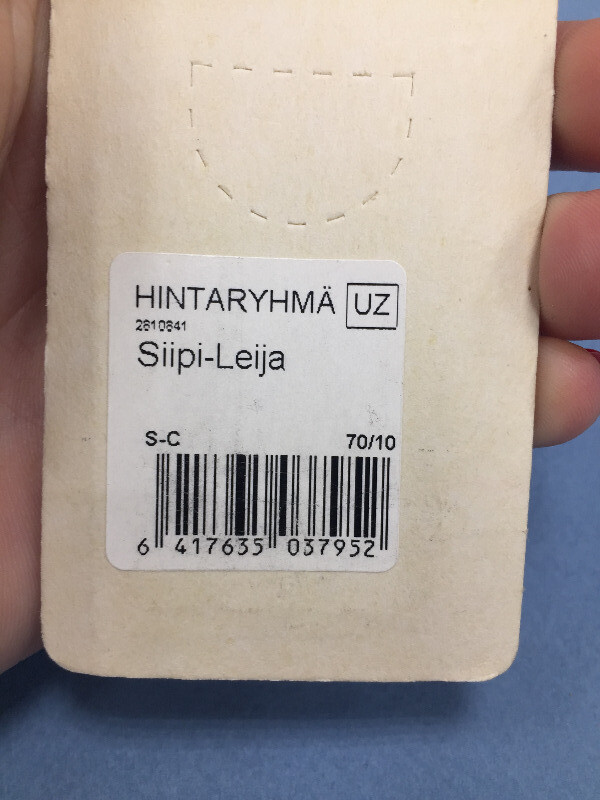 HINTARYHMÄ UZ
2610641
Siipi-Leija
S-C 70/10
6 417635 037952